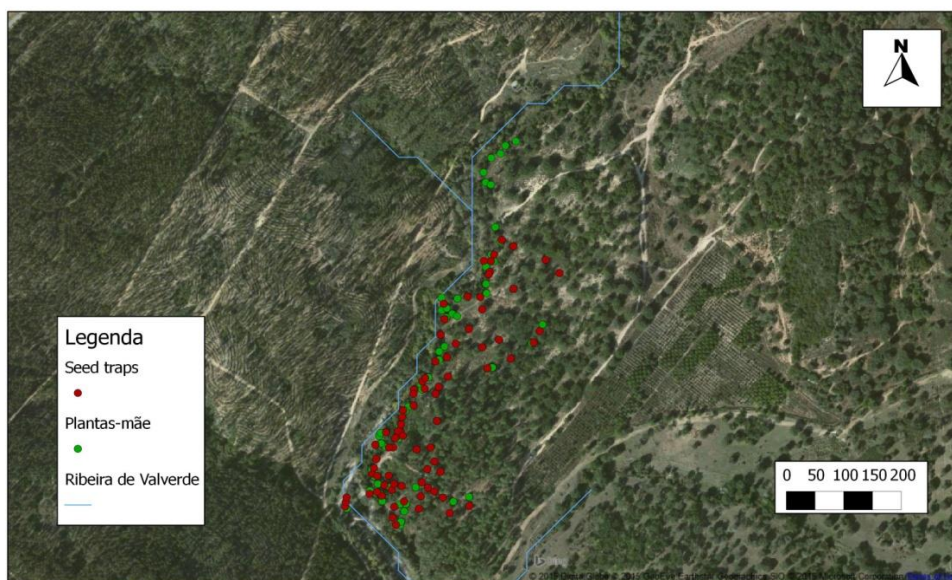 N
Legenda
Seed traps
Plantas-mãe
Ribeira de Valverde
0 50 100 150 200